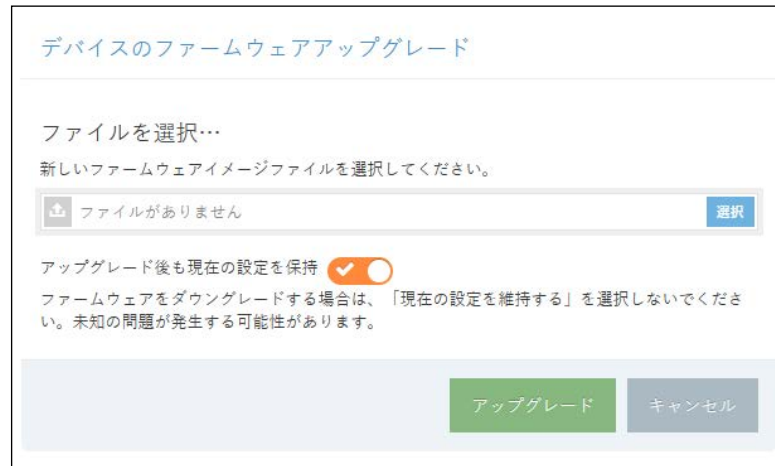 デバイスのファームウェアアップグレード
ファイルを選択…
新しいファームウェアイメージファイルを選択してください。
ファイルがありません 選択
アップグレード後も現在の設定を保持
ファームウェアをダウングレードする場合は、「現在の設定を維持する」を選択しないでくださ
い。未知の問題が発生する可能性があります。
アップグレード キャンセル